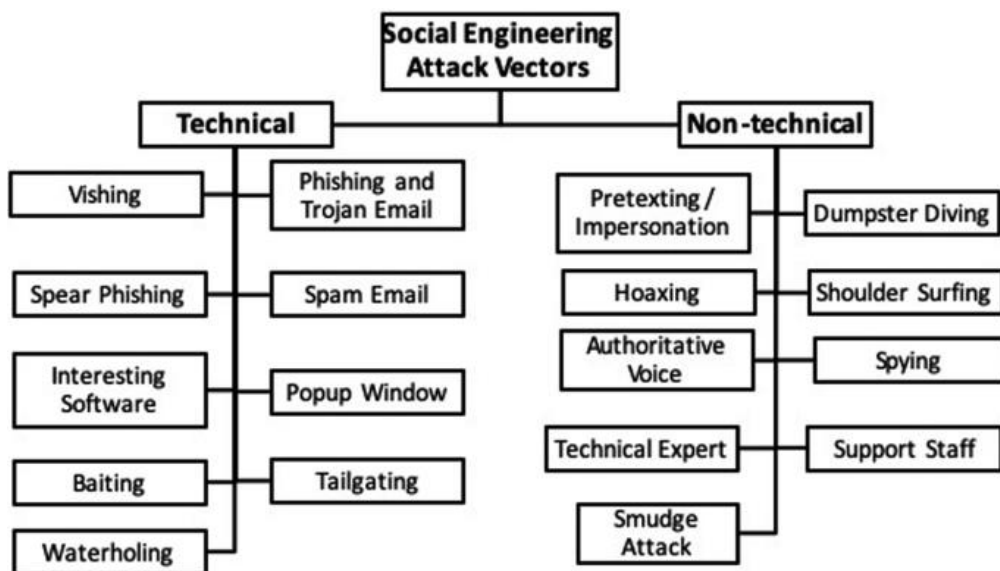 Social Engineering
Attack Vectors
Technical
Non-technical
Vishing
Phishing and
Trojan Email
Spear Phishing
Spam Email
Interesting
Software
Popup Window
Baiting
Tailgating
Waterholing
Pretexting /
Impersonation
Dumpster Diving
Hoaxing
Shoulder Surfing
Authoritative
Voice
Spying
Technical Expert
Support Staff
Smudge
Attack